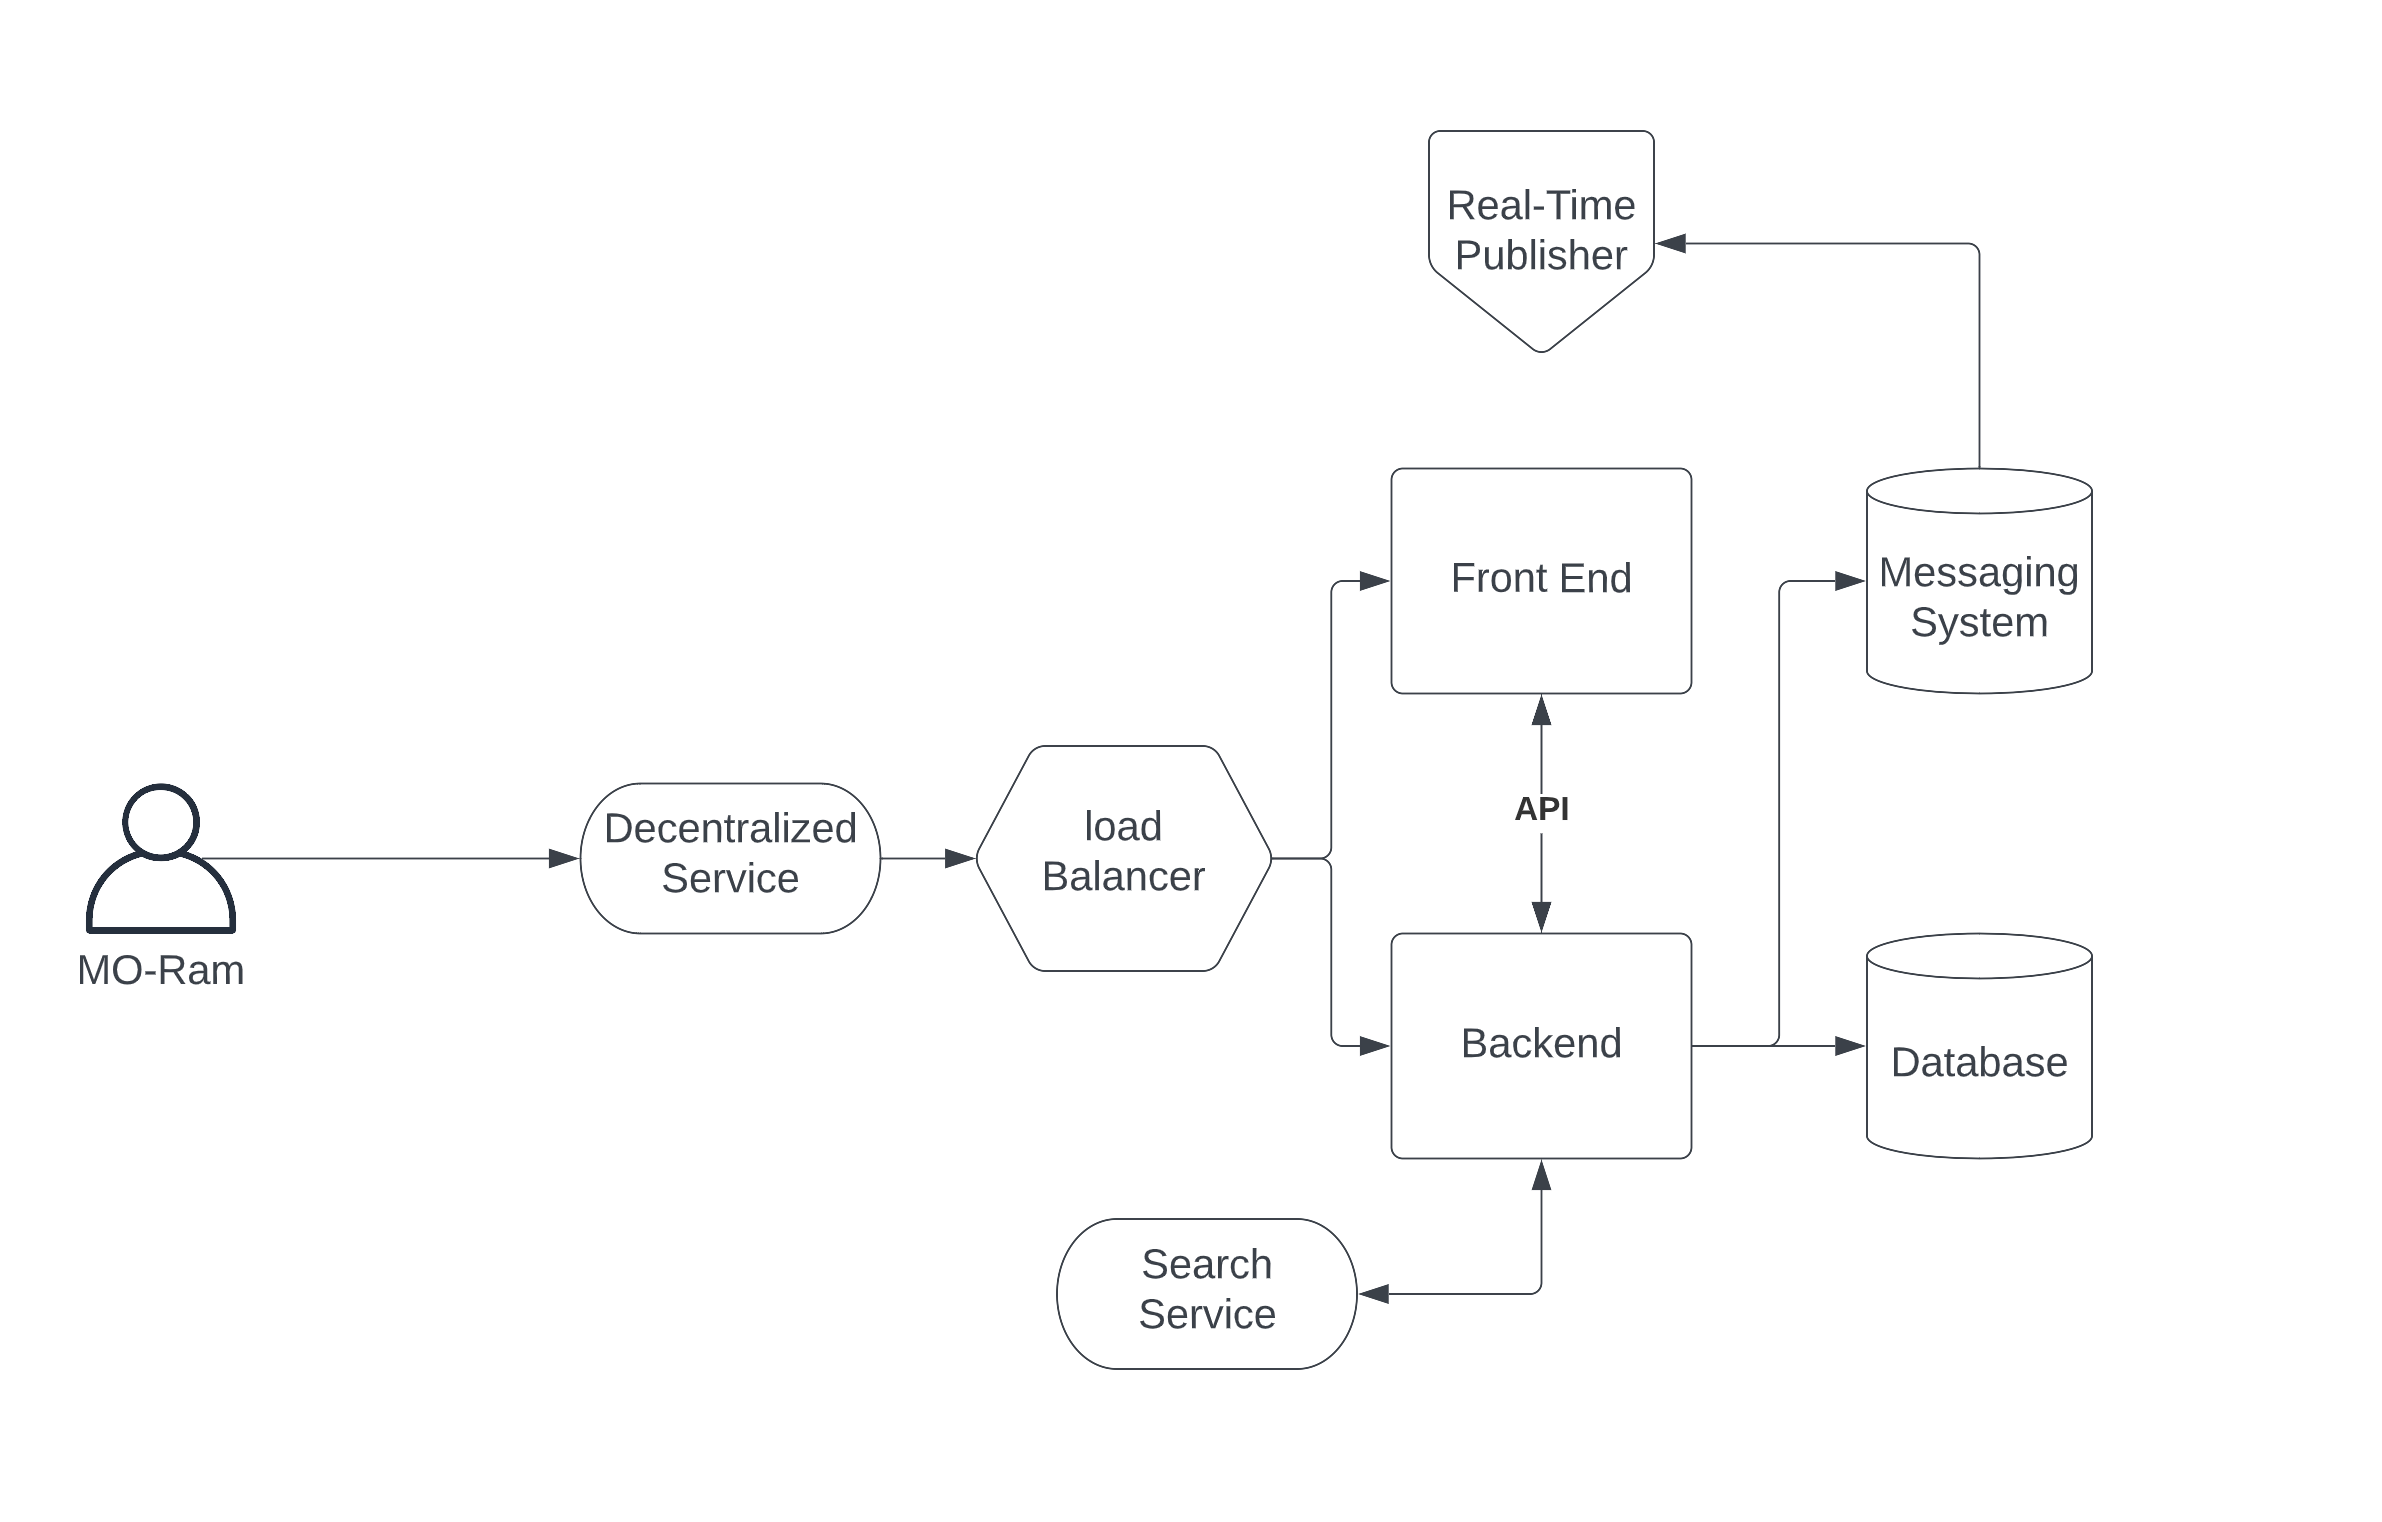 Real-Time
Publisher
Front End
Messaging
System
API
Decentralized
Service
load
Balancer
MO-Ram
Backend
Database
Search
Service